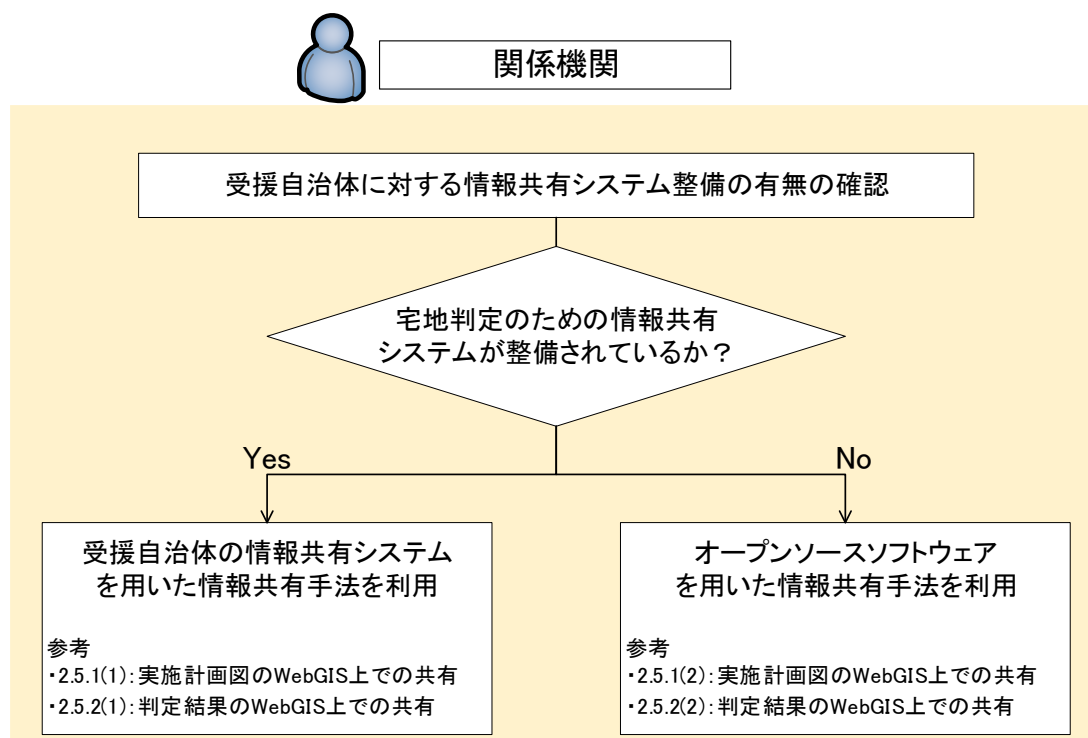 関係機関
受援自治体に対する情報共有システム整備の有無の確認
宅地判定のための情報共有
システムが整備されているか？
Yes
No
受援自治体の情報共有システム
を用いた情報共有手法を利用
参考
・2.5.1(1)：実施計画図のWebGIS上での共有
・2.5.2(1)：判定結果のWebGIS上での共有
オープンソースソフトウェア
を用いた情報共有手法を利用
参考
・2.5.1(2)：実施計画図のWebGIS上での共有
・2.5.2(2)：判定結果のWebGIS上での共有